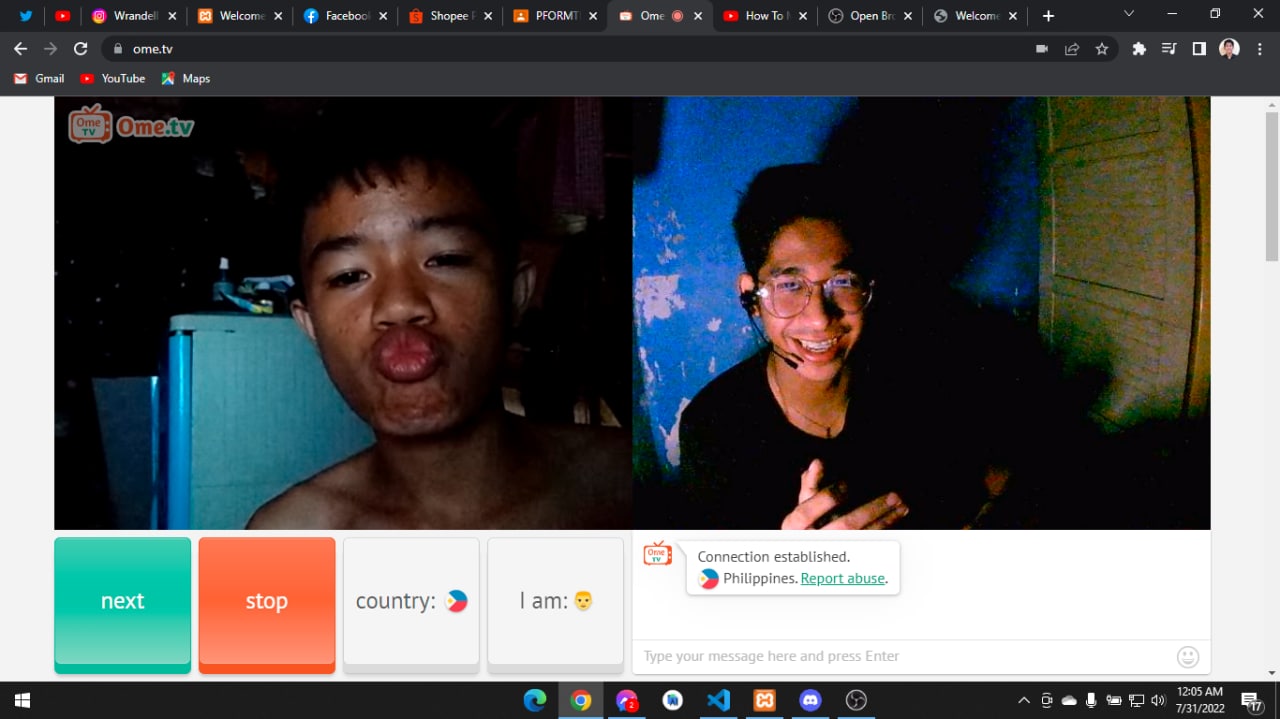 Wrandell
Welcome
Facebook
Shopee P
PFORMT
Ome
How To M
Open Bro
Welcome
ome.tv
Gmail
YouTube
Maps
Ome TV
Ome.tv
next
stop
country:
I am:
Ome TV
Connection established.
Philippines. Report abuse.
Type your message here and press Enter
2
12:05 AM
7/31/2022
17